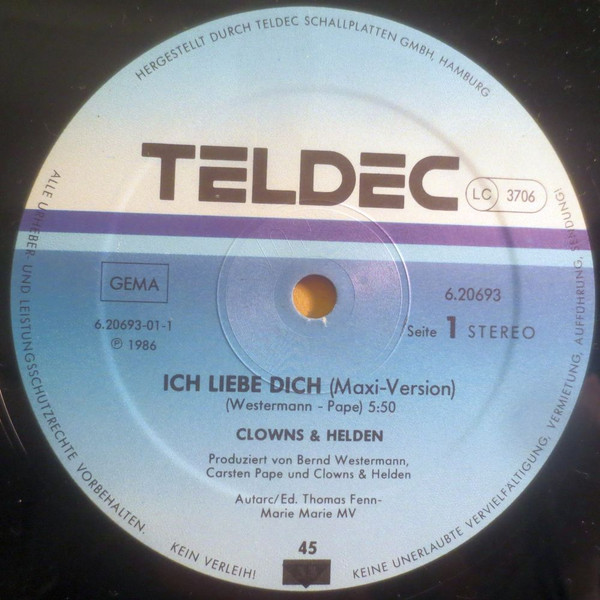 HERGESTELLT DURCH TELDEC SCHALLPLATTEN GMBH, HAMBURG
TELDEC
LC 3706
GEMA
6.20693
6.20693-01-1
Seite 1 STEREO
℗ 1986
ICH LIEBE DICH (Maxi-Version)
(Westermann - Pape) 5:50
CLOWNS & HELDEN
Produziert von Bernd Westermann,
Carsten Pape und Clowns & Helden
Autarc/Ed. Thomas Fenn-
Marie Marie MV
45
ALLE URHEBER- UND LEISTUNGSSCHUTZRECHTE VORBEHALTEN.
KEIN VERLEIH!
KEINE UNERLAUBTE VERVIELFÄLTIGUNG, VERMIETUNG, AUFFÜHRUNG, SENDUNG!